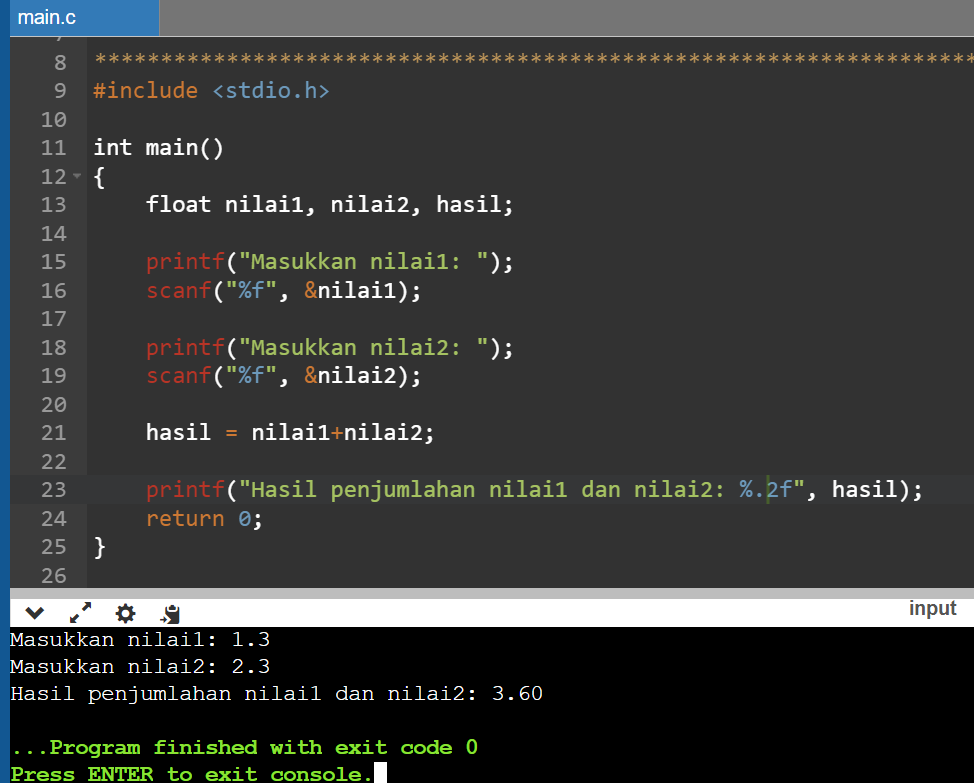 main.c
8 *******************************************************************
9 #include <stdio.h>
10
11 int main()
12 {
13     float nilai1, nilai2, hasil;
14
15     printf("Masukkan nilai1: ");
16     scanf("%f", &nilai1);
17
18     printf("Masukkan nilai2: ");
19     scanf("%f", &nilai2);
20
21     hasil = nilai1+nilai2;
22
23     printf("Hasil penjumlahan nilai1 dan nilai2: %.2f", hasil);
24     return 0;
25 }
26
input
Masukkan nilai1: 1.3
Masukkan nilai2: 2.3
Hasil penjumlahan nilai1 dan nilai2: 3.60
...Program finished with exit code 0
Press ENTER to exit console.